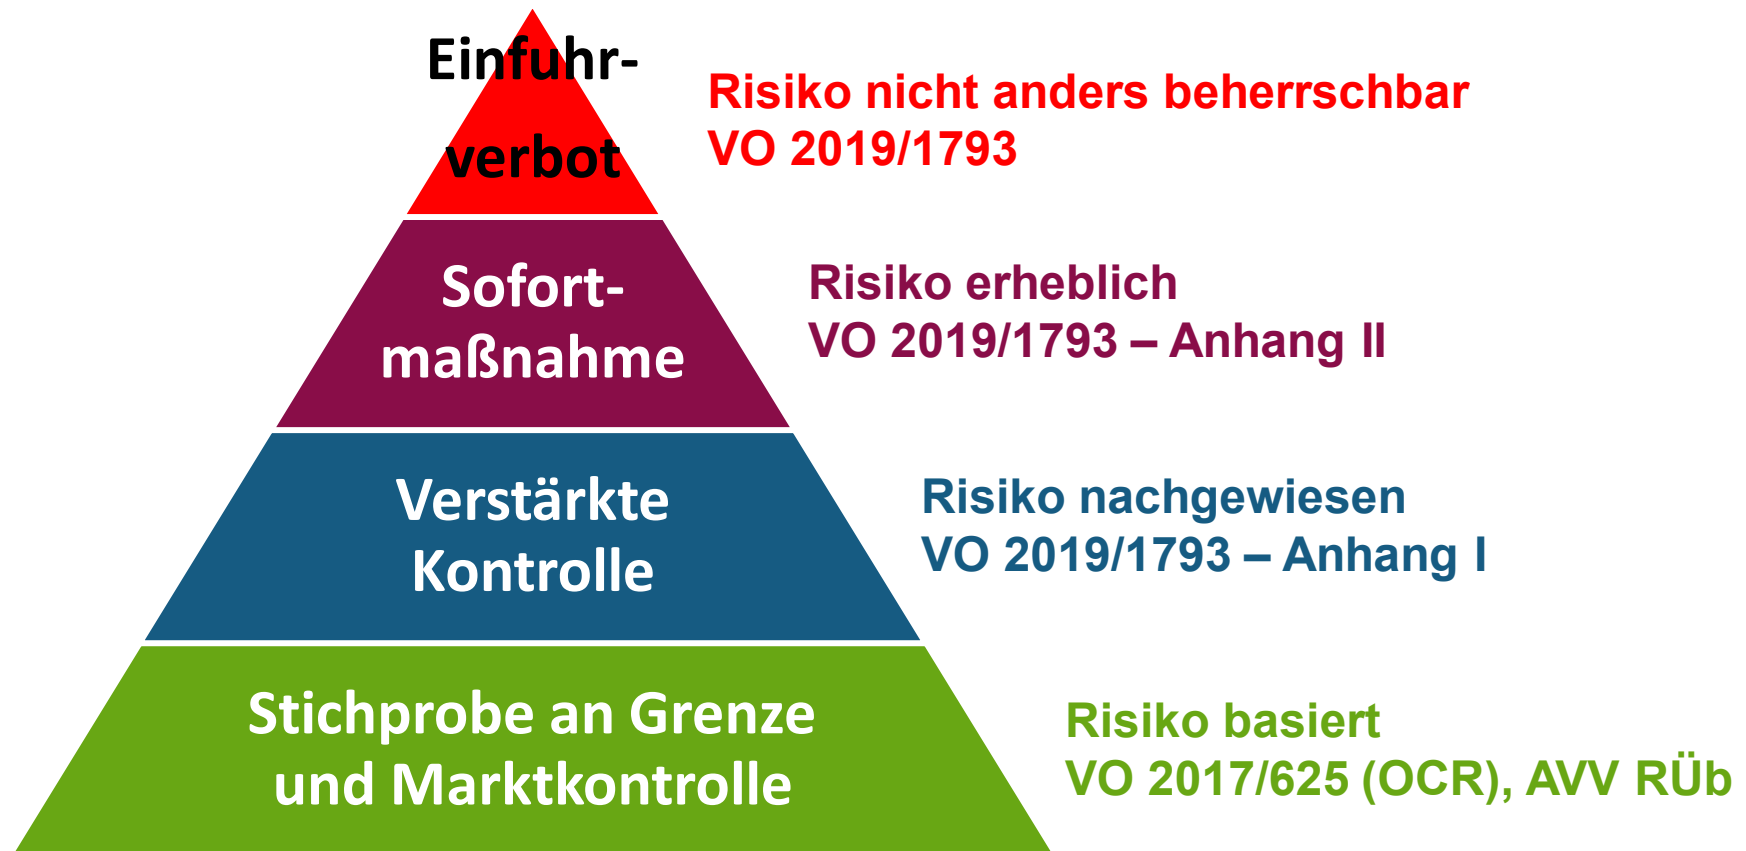 Einfuhr-
verbot
Risiko nicht anders beherrschbar
VO 2019/1793
Sofort-
maßnahme
Risiko erheblich
VO 2019/1793 – Anhang II
Verstärkte
Kontrolle
Risiko nachgewiesen
VO 2019/1793 – Anhang I
Stichprobe an Grenze
und Marktkontrolle
Risiko basiert
VO 2017/625 (OCR), AVV RÜb